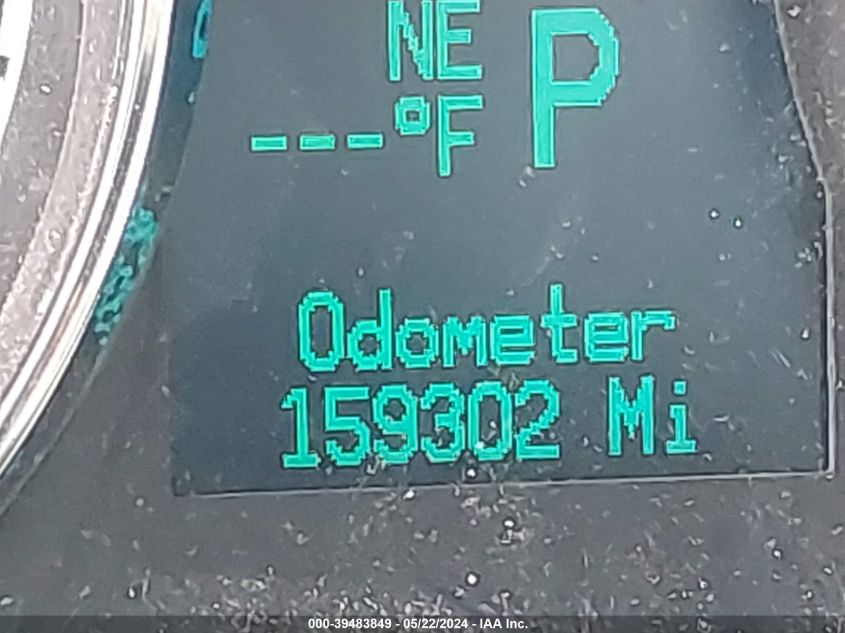 NE P
---°F
Odometer
159302 Mi
000-39483849 - 05/22/2024 - IAA Inc.